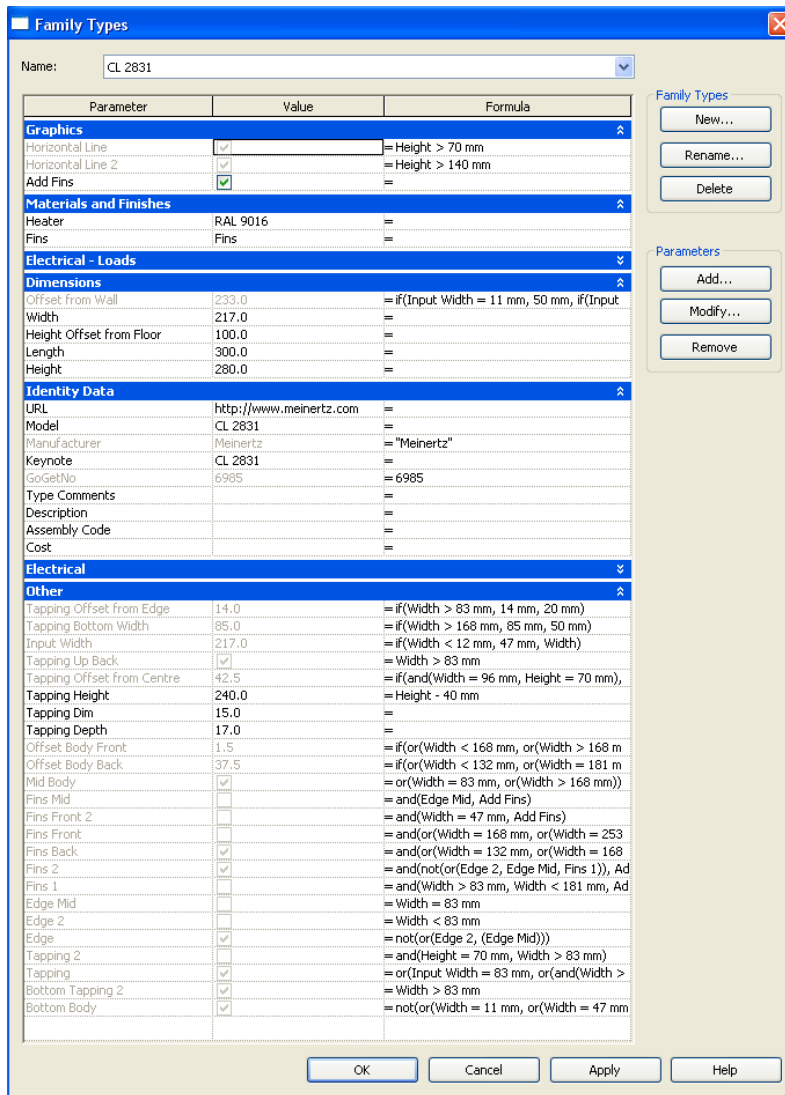 Family Types
Name: CL 2831
Parameter Value Formula
Graphics
Horizontal Line = Height > 70 mm
Horizontal Line 2 = Height > 140 mm
Add Fins =
Materials and Finishes
Heater RAL 9016 =
Fins Fins =
Electrical - Loads
Dimensions
Offset from Wall 233.0 = if(Input Width = 11 mm, 50 mm, if(Input
Width 217.0 =
Height Offset from Floor 100.0 =
Length 300.0 =
Height 280.0 =
Identity Data
URL http://www.meinertz.com =
Model CL 2831 =
Manufacturer Meinertz = "Meinertz"
Keynote CL 2831 =
GoGetNo 6985 = 6985
Type Comments =
Description =
Assembly Code =
Cost =
Electrical
Other
Tapping Offset from Edge 14.0 = if(Width > 83 mm, 14 mm, 20 mm)
Tapping Bottom Width 85.0 = if(Width > 168 mm, 85 mm, 50 mm)
Input Width 217.0 = if(Width < 12 mm, 47 mm, Width)
Tapping Up Back = Width > 83 mm
Tapping Offset from Centre 42.5 = if(and(Width = 96 mm, Height = 70 mm),
Tapping Height 240.0 = Height - 40 mm
Tapping Dim 15.0 =
Tapping Depth 17.0 =
Offset Body Front 1.5 = if(or(Width < 168 mm, or(Width > 168 m
Offset Body Back 37.5 = if(or(Width < 132 mm, or(Width = 181 m
Mid Body = or(Width = 83 mm, or(Width > 168 mm))
Fins Mid = and(Edge Mid, Add Fins)
Fins Front 2 = and(Width = 47 mm, Add Fins)
Fins Front = and(or(Width = 168 mm, or(Width = 253
Fins Back = and(or(Width = 132 mm, or(Width = 168
Fins 2 = and(not(or(Edge 2, Edge Mid, Fins 1)), Ad
Fins 1 = and(Width > 83 mm, Width < 181 mm, Ad
Edge Mid = Width = 83 mm
Edge 2 = Width < 83 mm
Edge = not(or(Edge 2, (Edge Mid)))
Tapping 2 = and(Height = 70 mm, Width > 83 mm)
Tapping = or(Input Width = 83 mm, or(and(Width >
Bottom Tapping 2 = Width > 83 mm
Bottom Body = not(or(Width = 11 mm, or(Width = 47 mm
Family Types
New...
Rename...
Delete
Parameters
Add...
Modify...
Remove
OK Cancel Apply Help